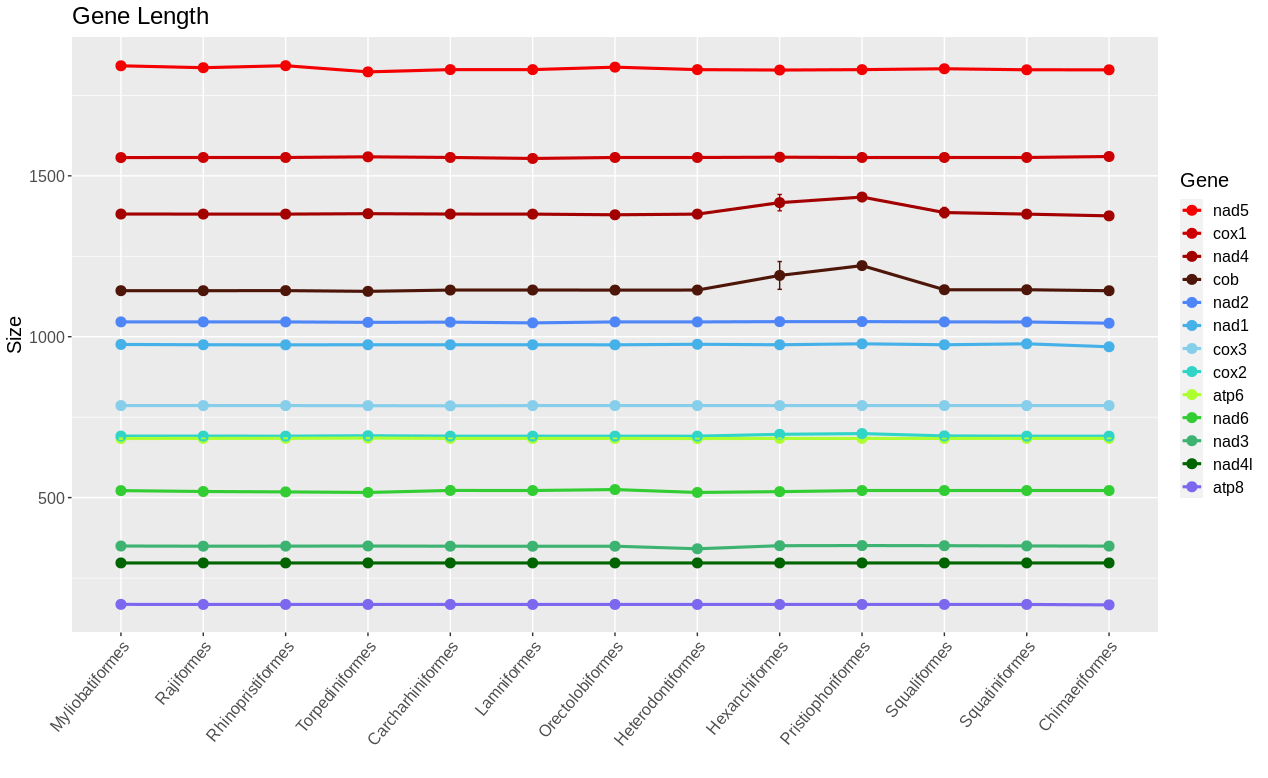 Gene Length
Size
1500
1000
500
Myliobatiformes
Rajiformes
Rhinopristiformes
Torpediniformes
Carcharhiniformes
Lamniformes
Orectolobiformes
Heterodontiformes
Hexanchiformes
Pristiophoriformes
Squaliformes
Squatiniformes
Chimaeriformes
Gene
nad5
cox1
nad4
cob
nad2
nad1
cox3
cox2
atp6
nad6
nad3
nad4l
atp8